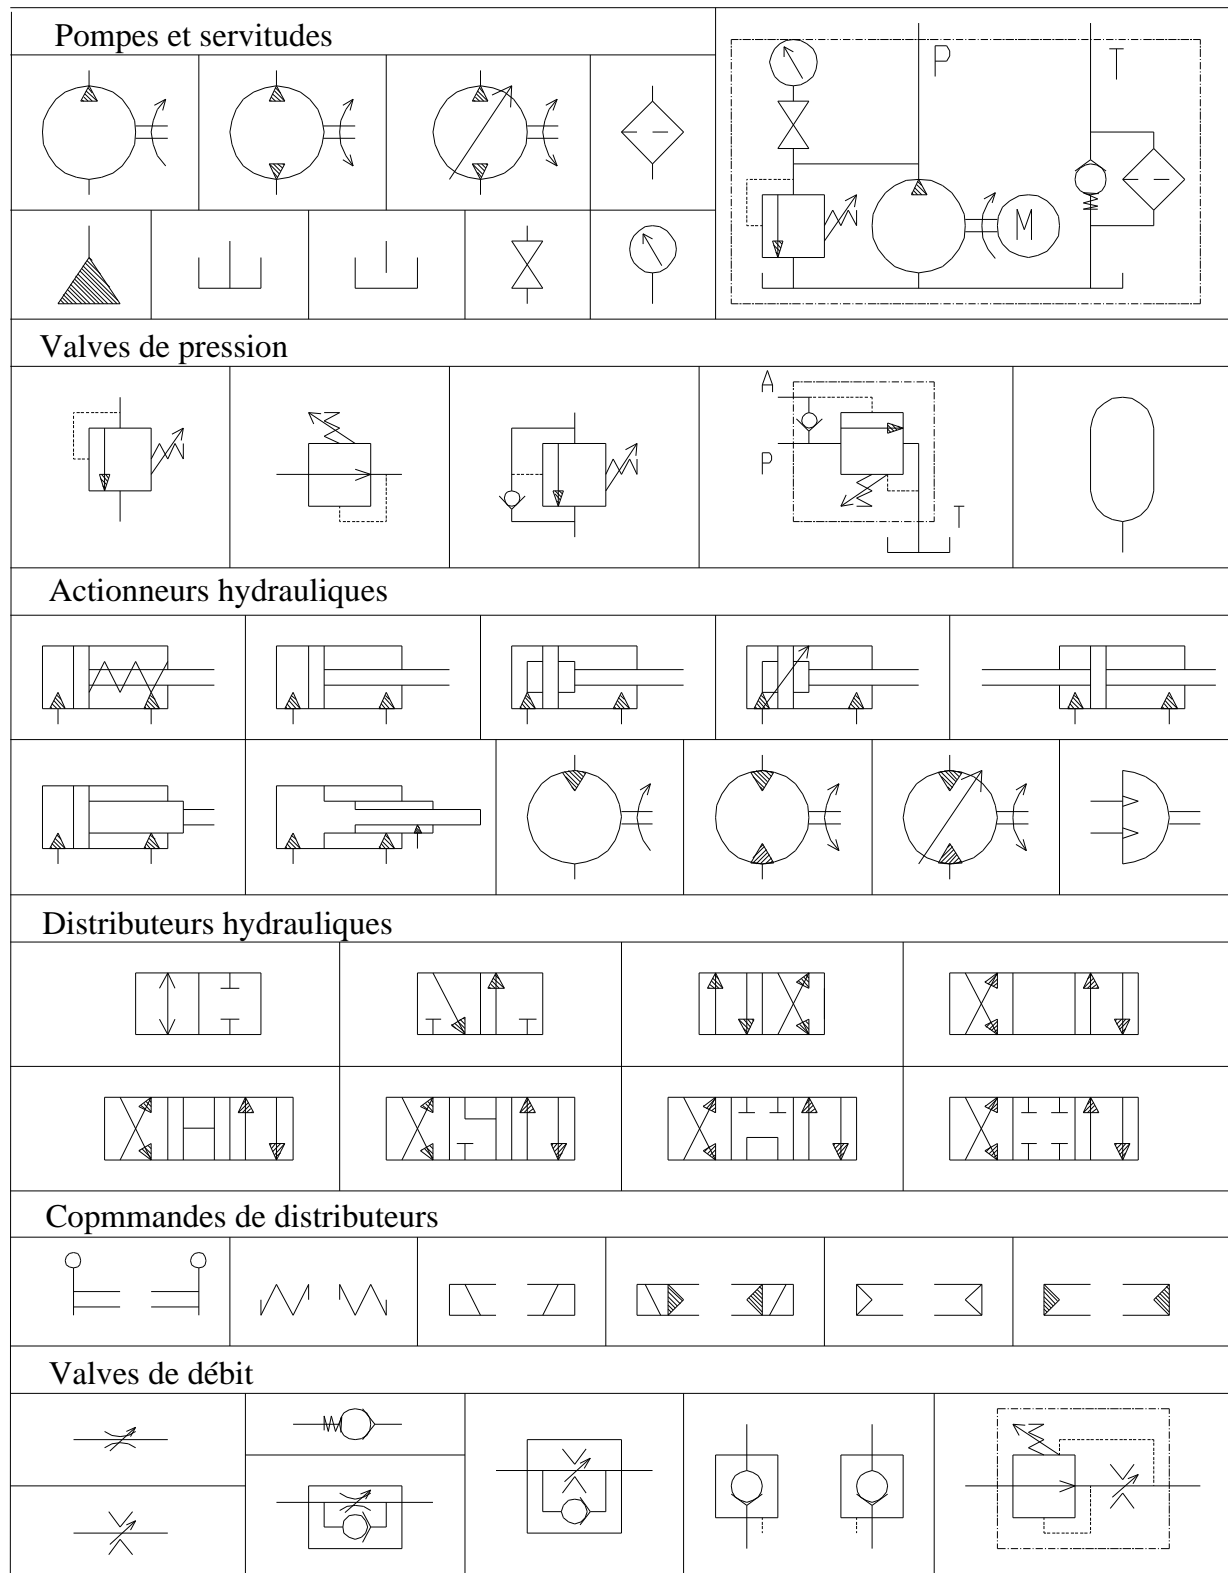 Pompes et servitudes
P
T
M
Valves de pression
A
P
T
Actionneurs hydrauliques
Distributeurs hydrauliques
Copmmandes de distributeurs
Valves de débit